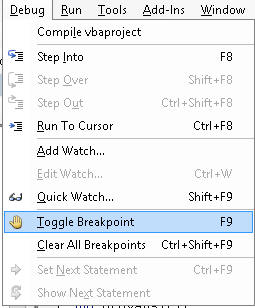 Debug Run Tools Add-Ins Window
Compile vbaproject
Step Into F8
Step Over Shift+F8
Step Out Ctrl+Shift+F8
Run To Cursor Ctrl+F8
Add Watch...
Edit Watch... Ctrl+W
Quick Watch... Shift+F9
Toggle Breakpoint F9
Clear All Breakpoints Ctrl+Shift+F9
Set Next Statement Ctrl+F9
Show Next Statement